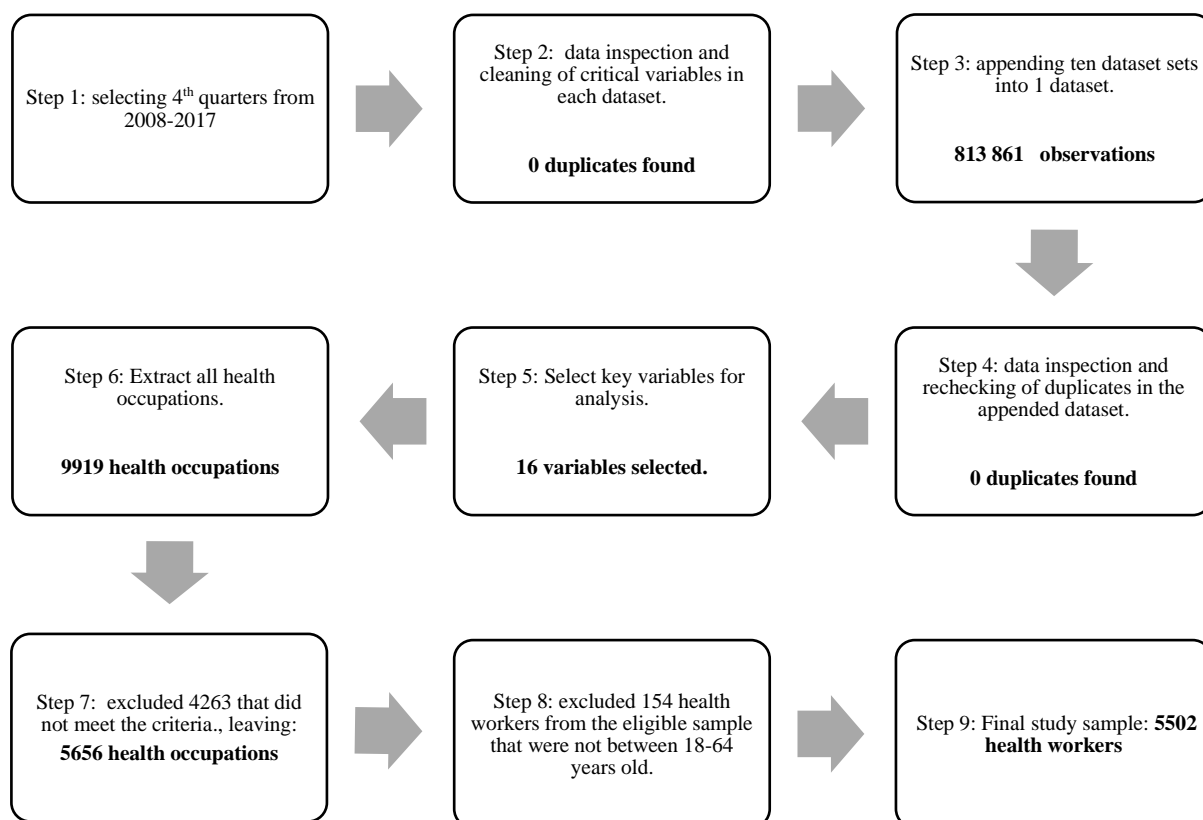 Step 1: selecting 4th quarters from
2008-2017
Step 2: data inspection and
cleaning of critical variables in
each dataset.
0 duplicates found
Step 3: appending ten dataset sets
into 1 dataset.
813 861 observations
Step 4: data inspection and
rechecking of duplicates in the
appended dataset.
0 duplicates found
Step 5: Select key variables for
analysis.
16 variables selected.
Step 6: Extract all health
occupations.
9919 health occupations
Step 7: excluded 4263 that did
not meet the criteria., leaving:
5656 health occupations
Step 8: excluded 154 health
workers from the eligible sample
that were not between 18-64
years old.
Step 9: Final study sample: 5502
health workers